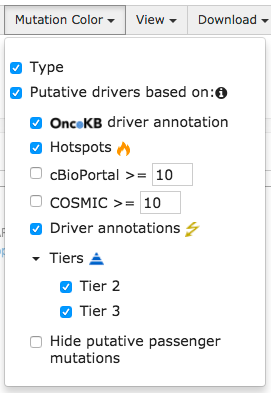 Mutation Color View Download
Type
Putative drivers based on:
OncoKB driver annotation
Hotspots
cBioPortal >= 10
COSMIC >= 10
Driver annotations
Tiers
Tier 2
Tier 3
Hide putative passenger
mutations